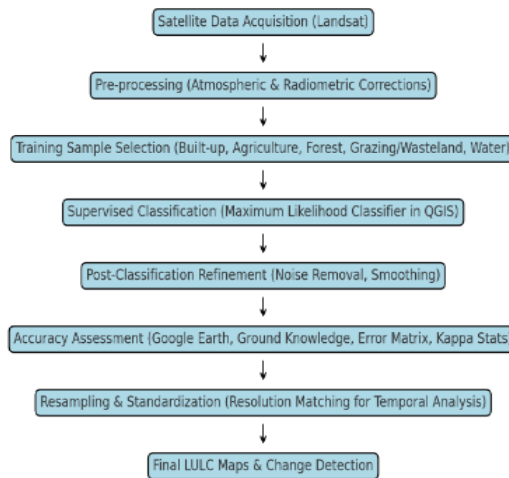 Satellite Data Acquisition (Landsat)
Pre-processing (Atmospheric & Radiometric Corrections)
Training Sample Selection (Built-up, Agriculture, Forest, Grazing/Wasteland, Water)
Supervised Classification (Maximum Likelihood Classifier in QGIS)
Post-Classification Refinement (Noise Removal, Smoothing)
Accuracy Assessment (Google Earth, Ground Knowledge, Error Matrix, Kappa Stats)
Resampling & Standardization (Resolution Matching for Temporal Analysis)
Final LULC Maps & Change Detection